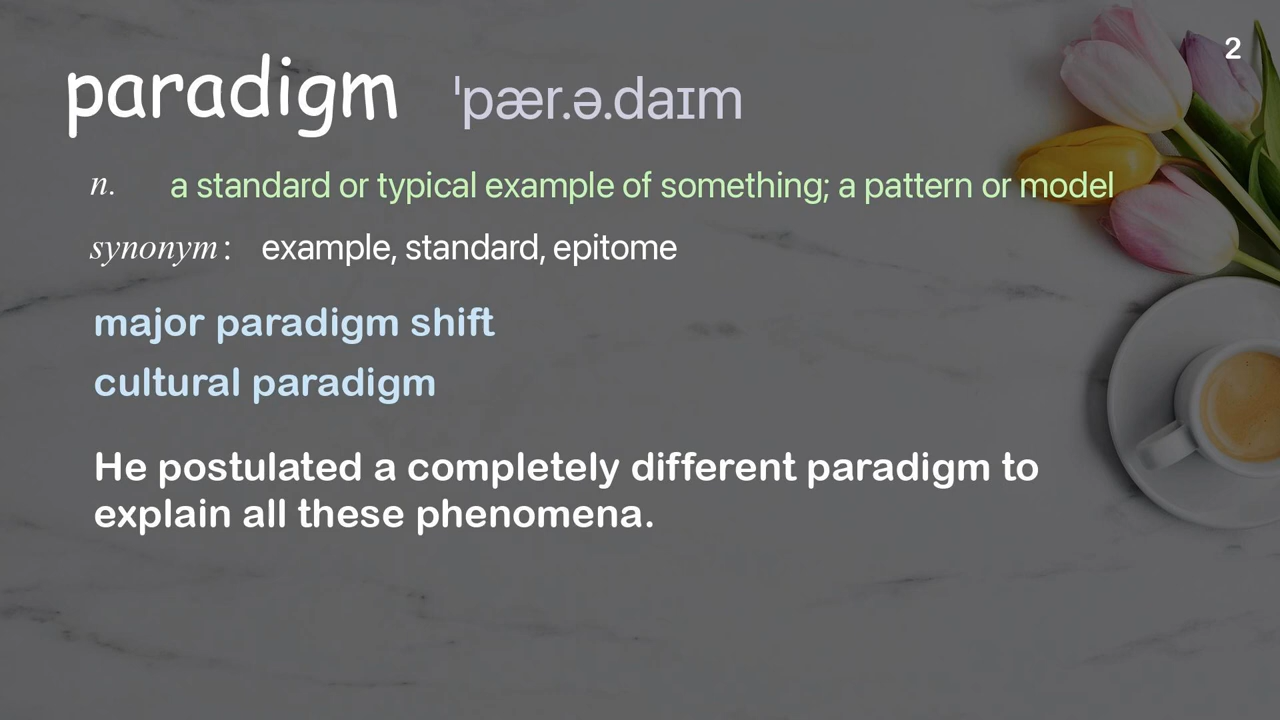 2
paradigm ˈpær.ə.daɪm
n. a standard or typical example of something; a pattern or model
synonym: example, standard, epitome
major paradigm shift
cultural paradigm
He postulated a completely different paradigm to
explain all these phenomena.